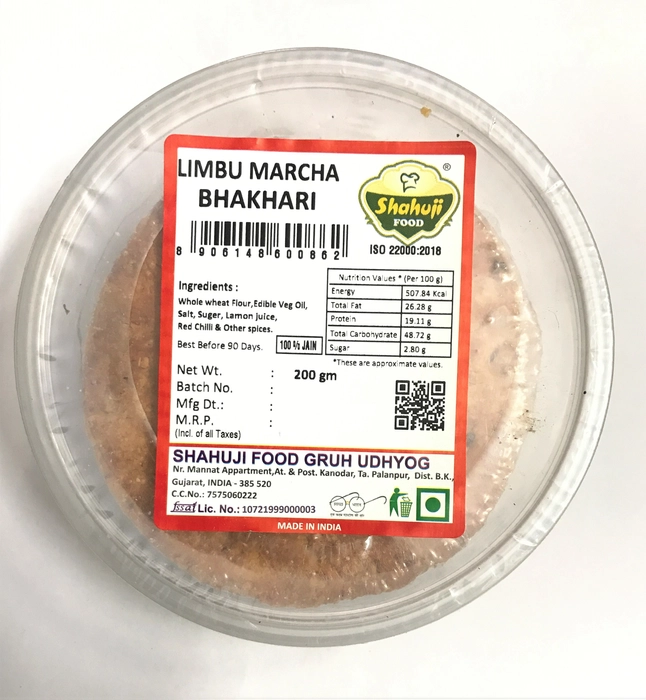 LIMBU MARCHA
BHAKHARI
8 906148 600862
Shahuji
FOOD
®
ISO 22000:2018
Ingredients :
Whole wheat Flour,Edible Veg Oil,
Salt, Suger, Lamon juice,
Red Chilli & Other spices.
Best Before 90 Days.
100 % JAIN
Nutrition Values * (Per 100 g)
Energy 507.84 Kcal
Total Fat 26.28 g
Protein 19.11 g
Total Carbonydrate 48.72 g
Sugar 2.80 g
*These are approximate values.
Net Wt. : 200 gm
Batch No. :
Mfg Dt.: :
M.R.P. :
(Incl. of all Taxes)
SHAHUJI FOOD GRUH UDHYOG
Nr. Mannat Appartment,At. & Post. Kanodar, Ta. Palanpur, Dist. B.K.,
Gujarat, INDIA - 385 520
C.C.No.: 7575060222
fssai Lic. No.: 10721999000003
MADE IN INDIA